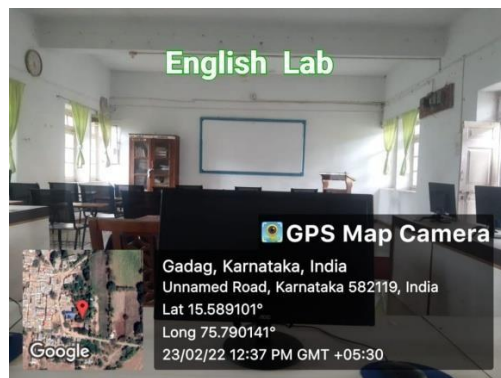 English Lab
GPS Map Camera
Gadag, Karnataka, India
Unnamed Road, Karnataka 582119, India
Lat 15.589101°
Long 75.790141°
23/02/22 12:37 PM GMT +05:30
Google